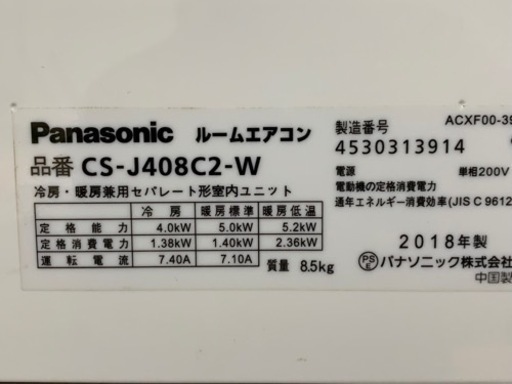 ACXF00-39
Panasonic ルームエアコン
製造番号
4530313914
品番 CS-J408C2-W
冷房・暖房兼用セパレート形室内ユニット
電源 単相200V
電動機の定格消費電力
通年エネルギー消費効率(JIS C 9612
冷房 暖房標準 暖房低温
定格能力 4.0kW 5.0kW 5.2kW
定格消費電力 1.38kW 1.40kW 2.36kW
運転電流 7.40A 7.10A
質量 8.5kg
2018年製
PS E パナソニック株式会
中国製